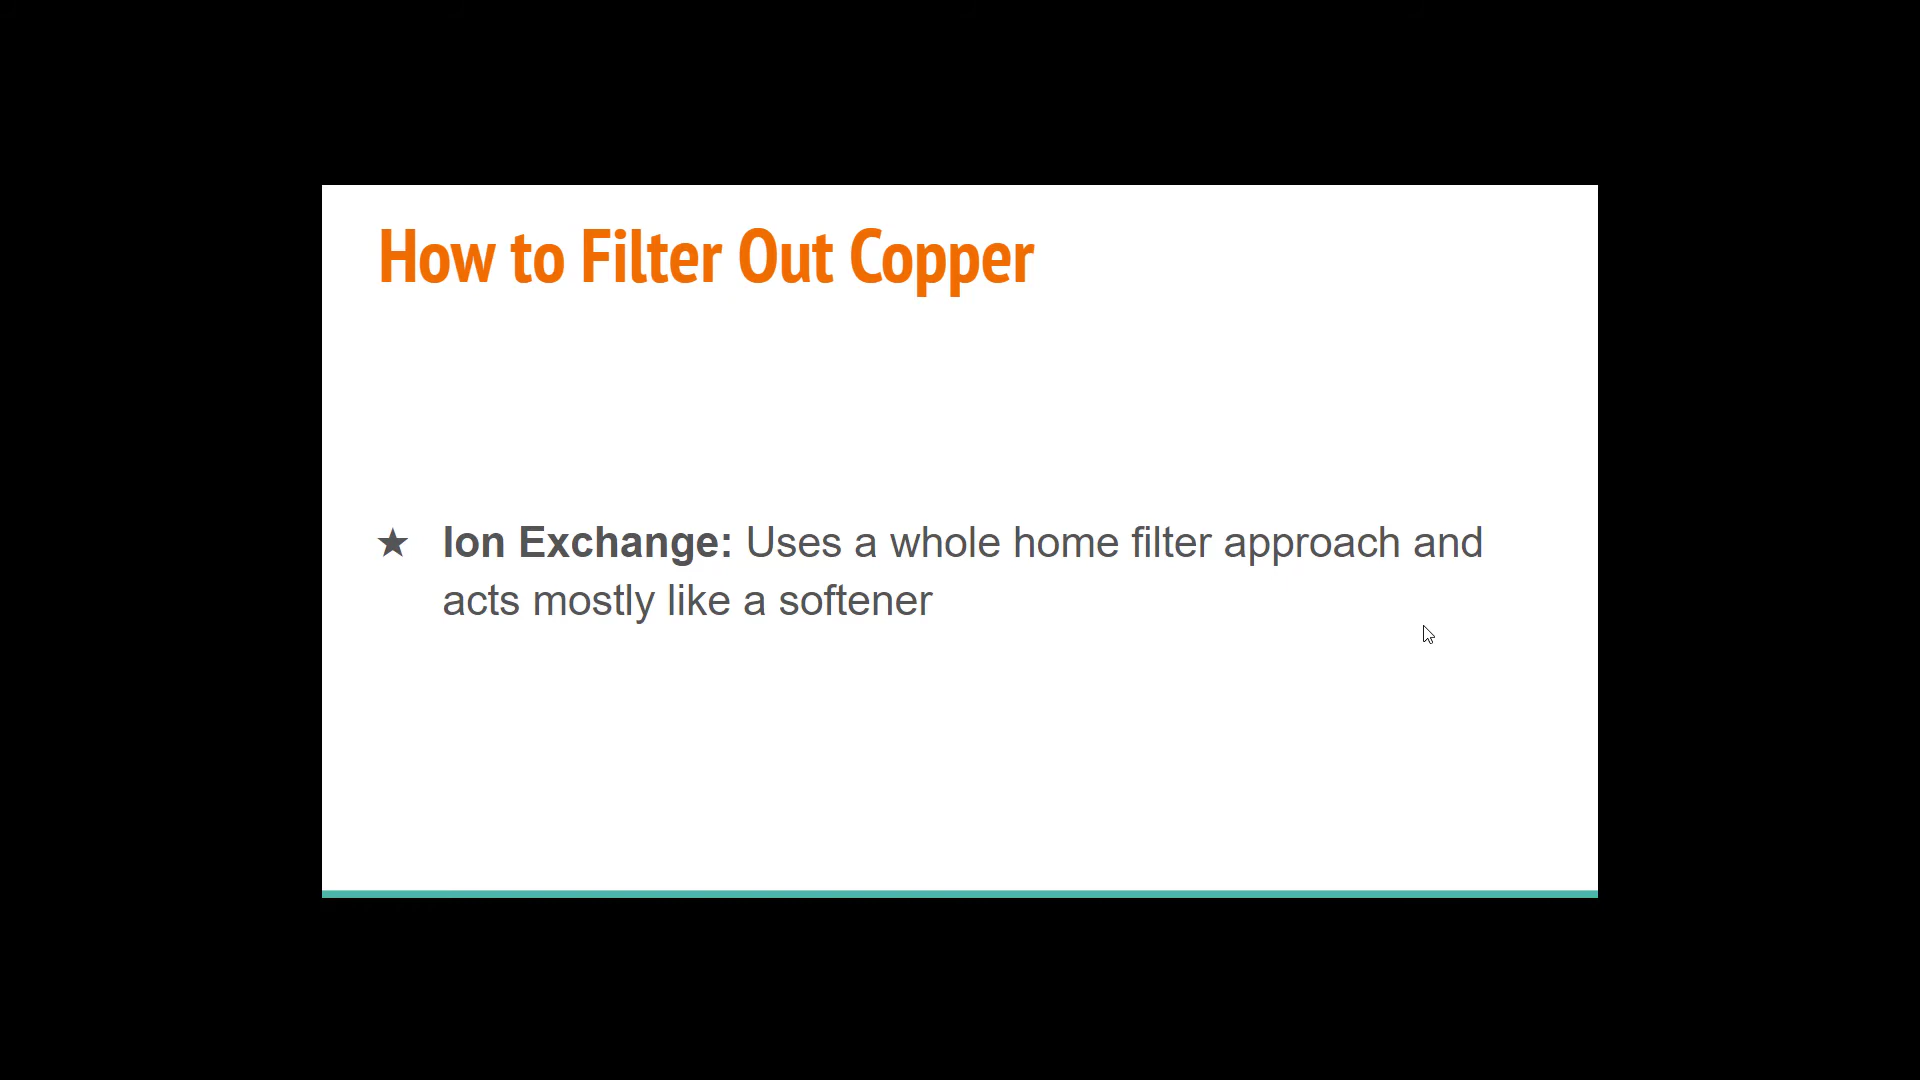 How to Filter Out Copper
★ Ion Exchange: Uses a whole home filter approach and
acts mostly like a softener